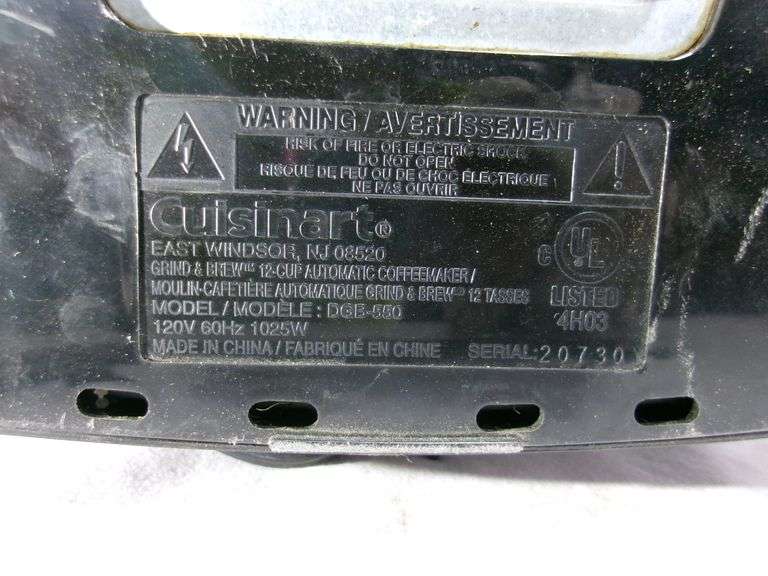 WARNING / AVERTISSEMENT
RISK OF FIRE OR ELECTRIC SHOCK
DO NOT OPEN
RISQUE DE FEU OU DE CHOC ÉLECTRIQUE
NE PAS OUVRIR
Cuisinart®
EAST WINDSOR, NJ 08520
GRIND & BREW™ 12-CUP AUTOMATIC COFFEEMAKER /
MOULIN-CAFETIÈRE AUTOMATIQUE GRIND & BREW™ 12 TASSES
MODEL / MODÈLE : DGB-550
120V 60Hz 1025W
MADE IN CHINA / FABRIQUÉ EN CHINE
SERIAL: 20730
C UL
LISTED
4H03